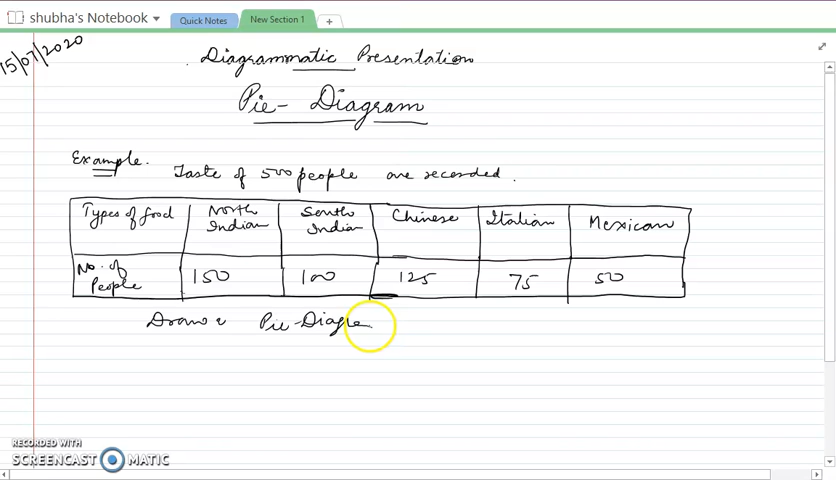 shubha's Notebook
Quick Notes
New Section 1
15/07/2020
Diagrammatic Presentation
Pie- Diagram
Example.
Taste of 500 people are recorded.
Types of food North Indian South Indian Chinese Italian Mexican
No. of People 150 100 125 75 50
Draw a Pie-Diagra
RECORDED WITH
SCREENCAST MATIC